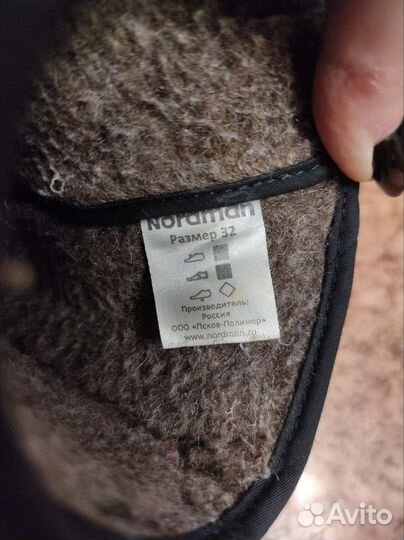 Nordman
Размер 32
Производитель:
Россия
ООО «Псков-Полимер»
www.nordman.ru
Avito